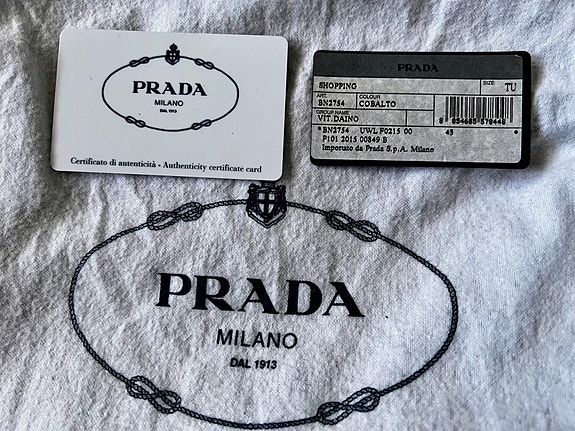 PRADA
MILANO
DAL 1913
Certificato di autenticità - Authenticity certificate card
PRADA
SHOPPING
SIZE TU
ART. COLOUR
BN2754 COBALTO
GROUP.NAME
VIT.DAINO
*BN2754 UWL F0215 00 43 *
P101 2015 00849 B
Importato da Prada S.p.A. Milano
PRADA
MILANO
DAL 1913